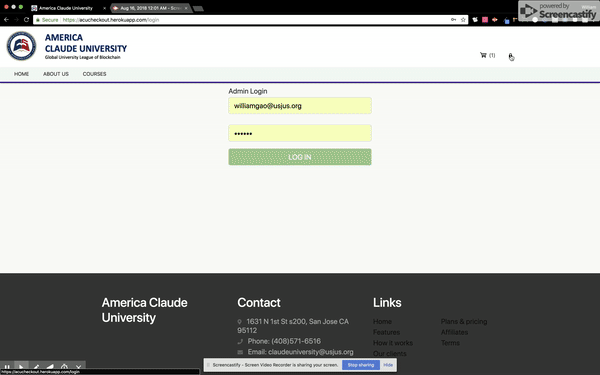 America Claude University
Aug 16, 2018 12:01 AM - Scre
Secure
https://acucheckout.herokuapp.com/login
powered by
Screencastify
AMERICA
CLAUDE UNIVERSITY
Global University League of Blockchain
(1)
HOME
ABOUT US
COURSES
Admin Login
williamgao@usjus.org
••••••
LOG IN
America Claude
University
Contact
1631 N 1st St s200, San Jose CA
95112
Phone: (408)571-6516
Email: claudeuniversity@usjus.org
Links
Home
Features
How it works
Our clients
Plans & pricing
Affiliates
Terms
Screencastify - Screen Video Recorder is sharing your screen.
Stop sharing
Hide
https://acucheckout.herokuapp.com/login